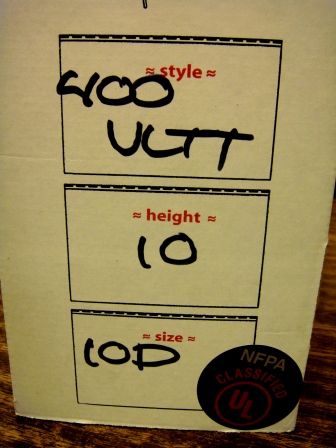 ≈ style ≈
400
ULTT
≈ height ≈
10
≈ size ≈
10D
NFPA
CLASSIFIED
UL